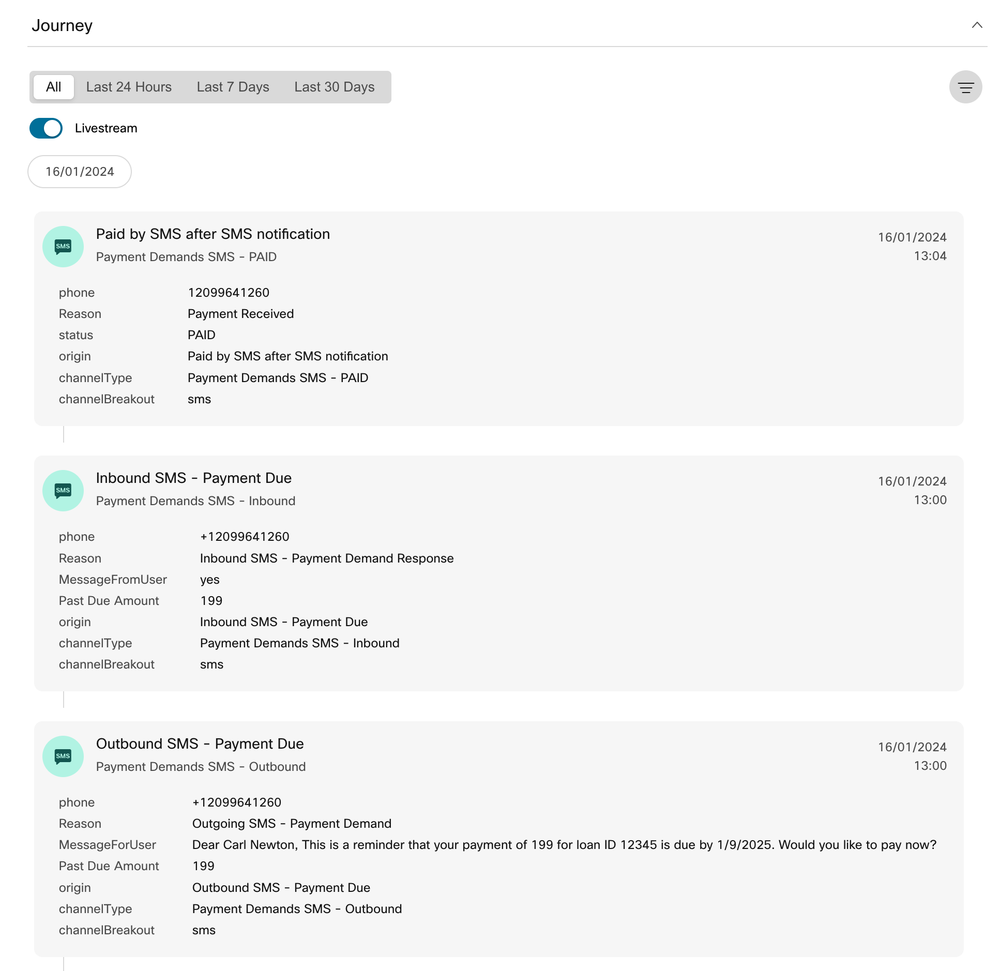 Journey
All Last 24 Hours Last 7 Days Last 30 Days
Livestream
16/01/2024
Paid by SMS after SMS notification
Payment Demands SMS - PAID
16/01/2024
13:04
SMS
phone 12099641260
Reason Payment Received
status PAID
origin Paid by SMS after SMS notification
channelType Payment Demands SMS - PAID
channelBreakout sms
Inbound SMS - Payment Due
Payment Demands SMS - Inbound
16/01/2024
13:00
SMS
phone +12099641260
Reason Inbound SMS - Payment Demand Response
MessageFromUser yes
Past Due Amount 199
origin Inbound SMS - Payment Due
channelType Payment Demands SMS - Inbound
channelBreakout sms
Outbound SMS - Payment Due
Payment Demands SMS - Outbound
16/01/2024
13:00
SMS
phone +12099641260
Reason Outgoing SMS - Payment Demand
MessageForUser Dear Carl Newton, This is a reminder that your payment of 199 for loan ID 12345 is due by 1/9/2025. Would you like to pay now?
Past Due Amount 199
origin Outbound SMS - Payment Due
channelType Payment Demands SMS - Outbound
channelBreakout sms